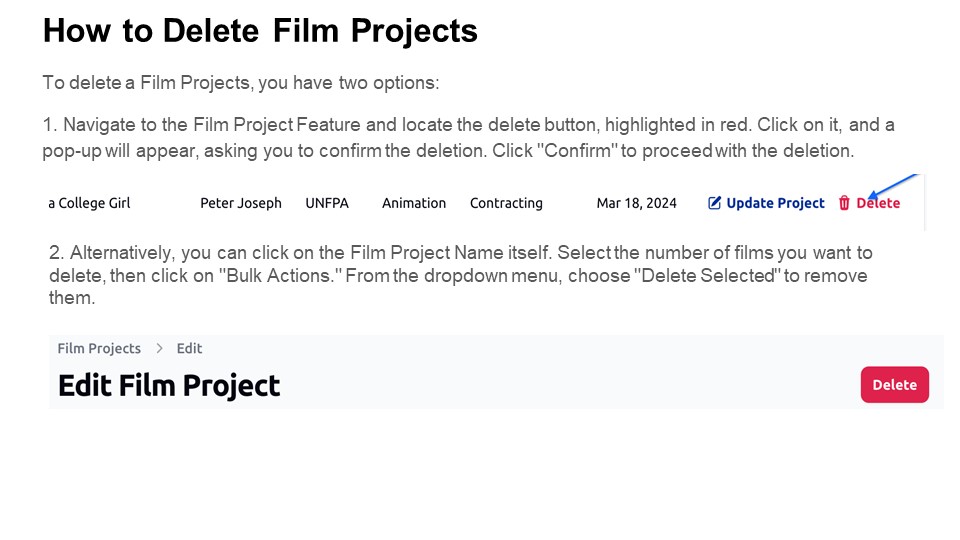 How to Delete Film Projects
To delete a Film Projects, you have two options:
1. Navigate to the Film Project Feature and locate the delete button, highlighted in red. Click on it, and a
pop-up will appear, asking you to confirm the deletion. Click "Confirm" to proceed with the deletion.
a College Girl Peter Joseph UNFPA Animation Contracting Mar 18, 2024 Update Project Delete
2. Alternatively, you can click on the Film Project Name itself. Select the number of films you want to
delete, then click on "Bulk Actions." From the dropdown menu, choose "Delete Selected" to remove
them.
Film Projects > Edit
Edit Film Project Delete